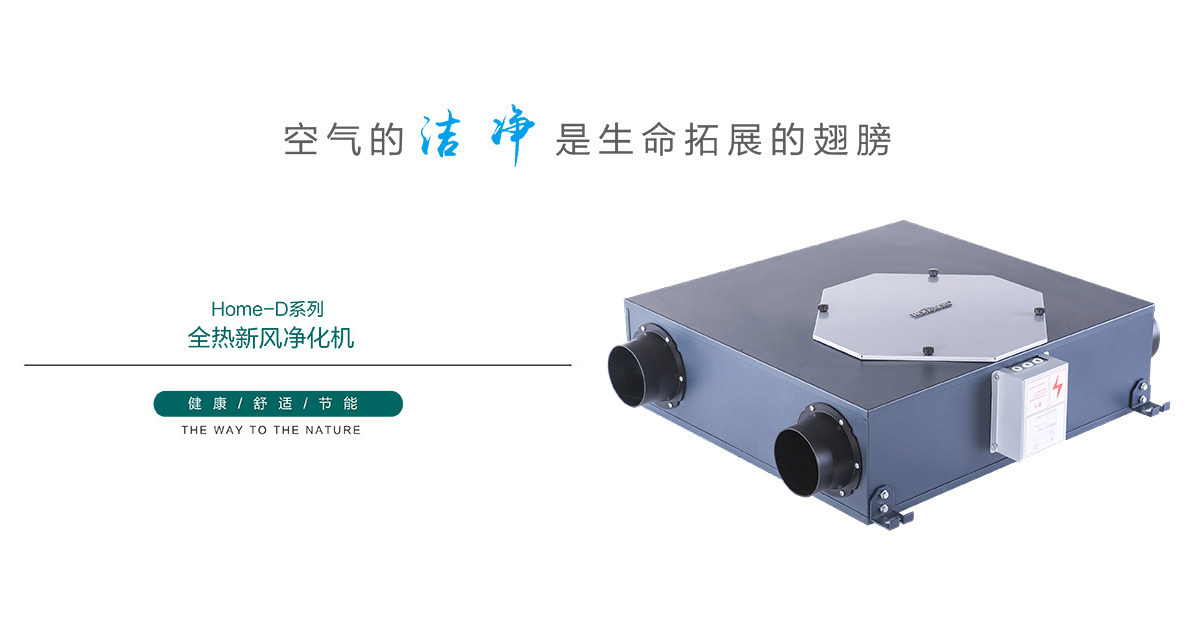 空气的洁净是生命拓展的翅膀
Home-D系列
全热新风净化机
健康/舒适/节能
THE WAY TO THE NATURE